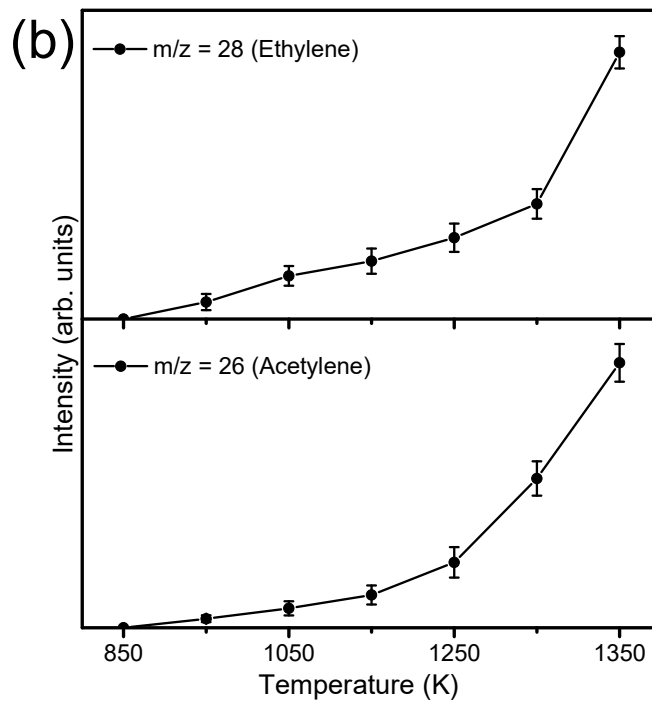 (b)
m/z = 28 (Ethylene)
m/z = 26 (Acetylene)
Intensity (arb. units)
850 1050 1250 1350
Temperature (K)